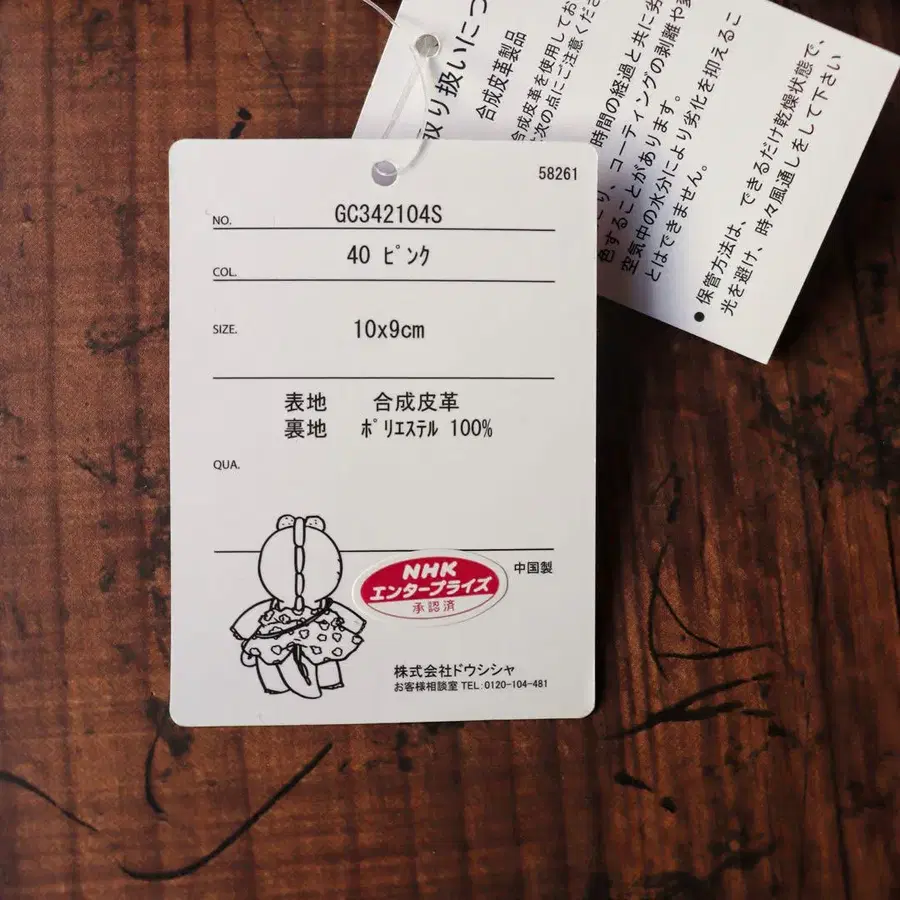 58261
NO. GC342104S
COL. 40 ピンク
SIZE. 10x9cm
表地 合成皮革
裏地 ポリエステル 100%
QUA.
NHK
エンタープライズ
承認済
中国製
株式会社ドウシシャ
お客様相談室 TEL:0120-104-481
取り扱いにつ
合成皮革製品
合成皮革を使用してお
次の点にご注意くださ
時間の経過と共に劣
り、コーティングの剥離や
色することがあります。
空気中の水分により劣化を抑えるこ
とはできません。
●保管方法は、できるだけ乾燥状態で、
光を避け、時々風通しをして下さい